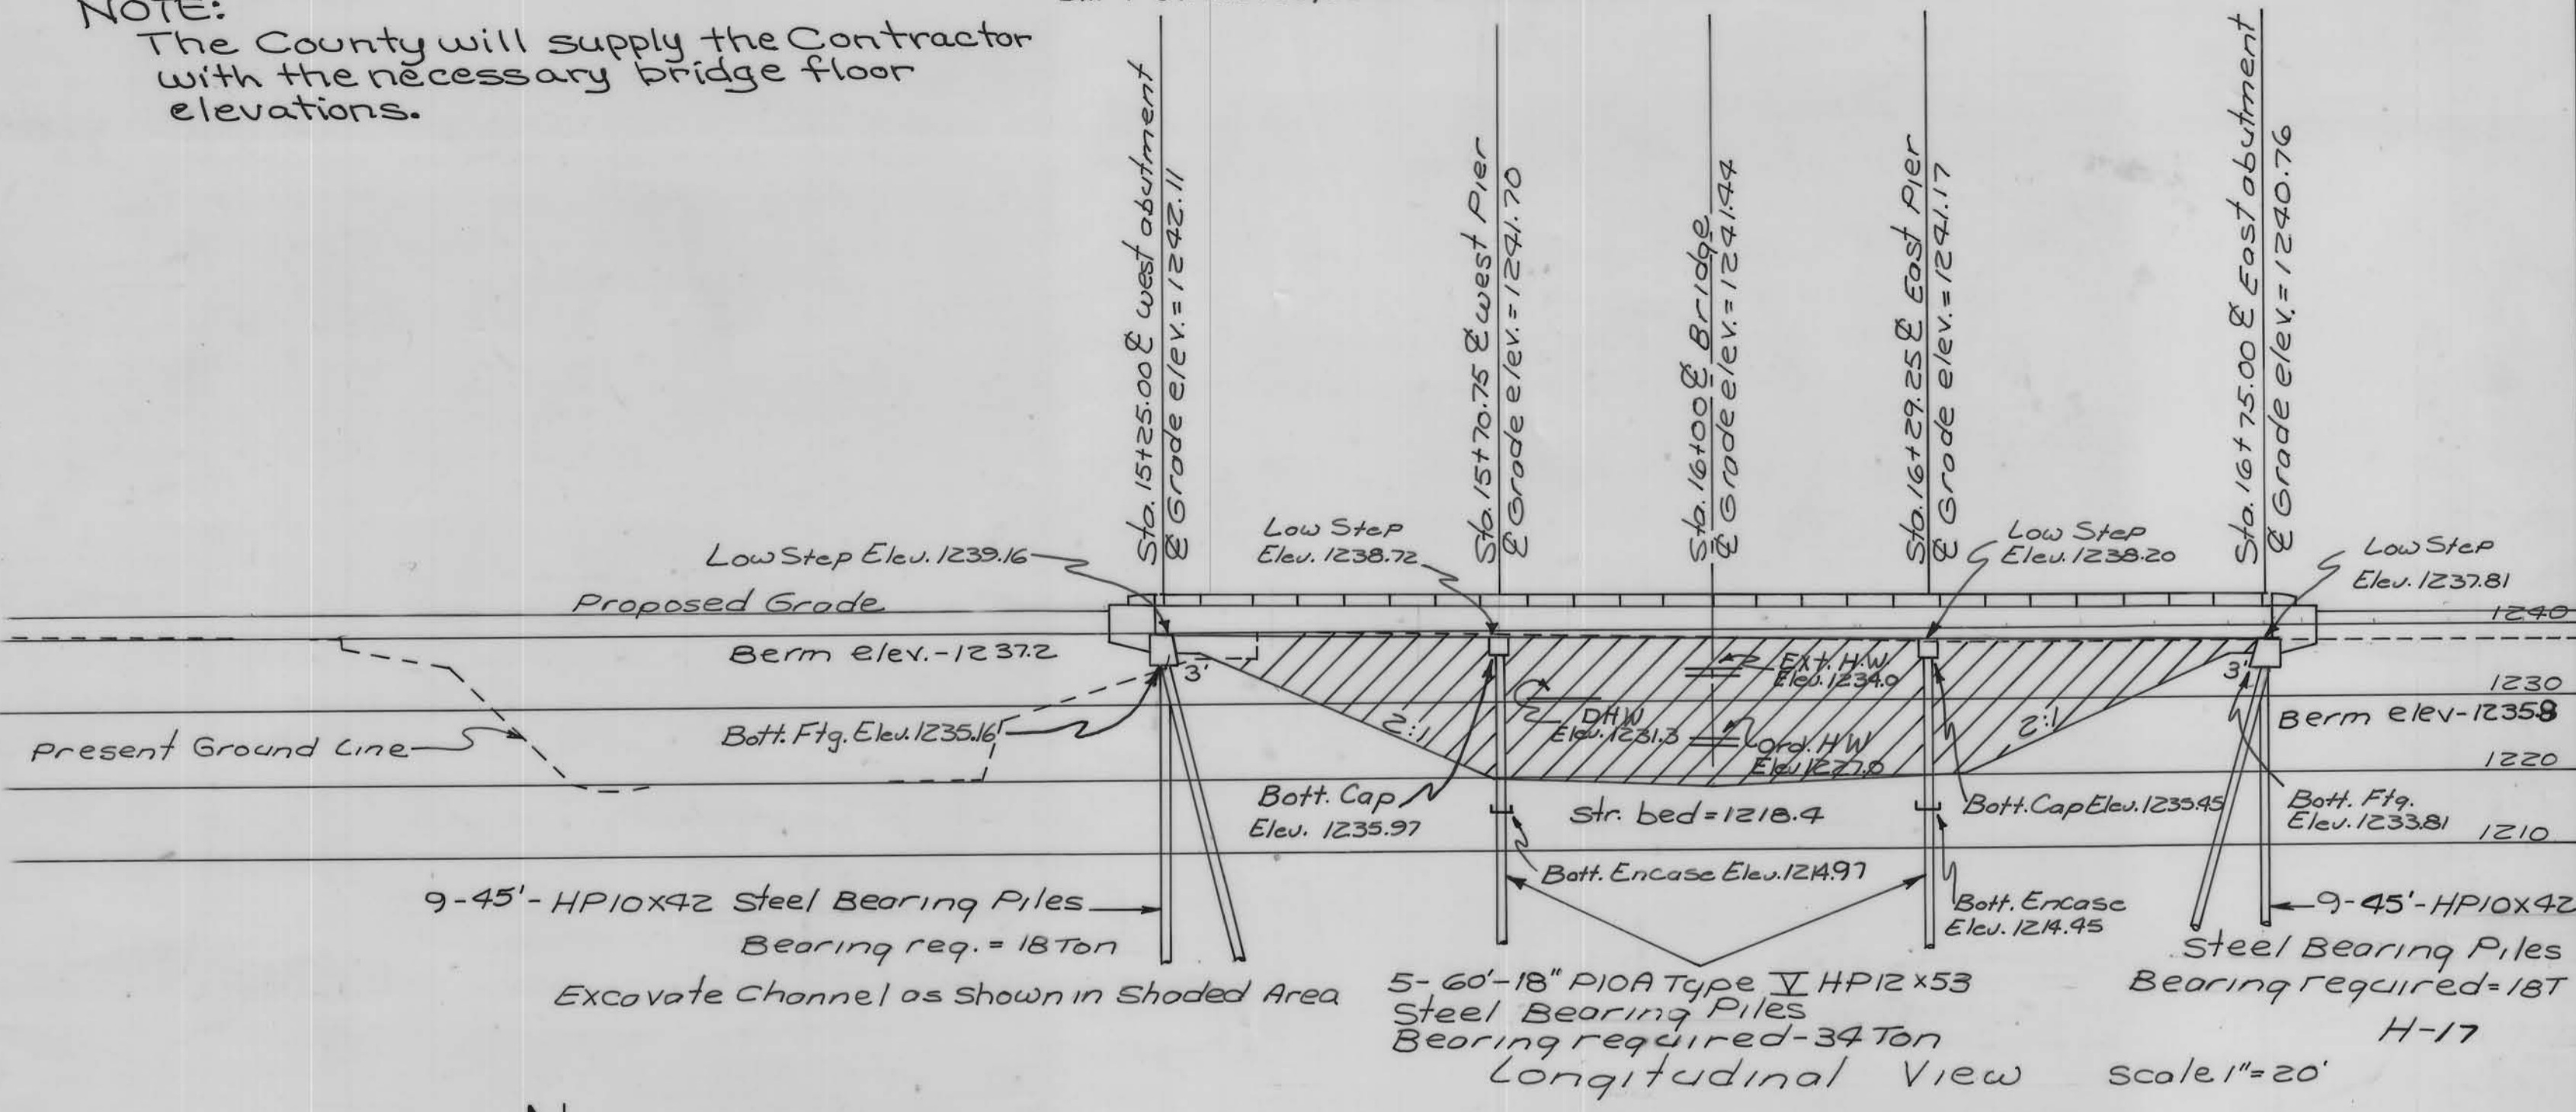 NOTE:
The County will supply the Contractor
with the necessary bridge floor
elevations.
Sta. 15+25.00 ℄ west abutment
℄ Grade elev. = 1242.11
Sta. 15+70.75 ℄ west Pier
℄ Grade elev. = 1241.70
Sta. 16+00 ℄ Bridge
℄ Grade elev. = 1241.44
Sta. 16+29.25 ℄ East Pier
℄ Grade elev. = 1241.17
Sta. 16+75.00 ℄ East abutment
℄ Grade elev. = 1240.76
Low Step Elev. 1239.16
Low Step
Elev. 1238.72
Low Step
Elev. 1238.20
Low Step
Elev. 1237.81
Proposed Grade
1240
Berm elev.-1237.2
3'
Ext. H.W
Elev. 1234.0
3'
1230
Berm elev-1235.8
Present Ground Line
Bott. Ftg. Elev. 1235.16
2:1
DHW
Elev. 1231.3
Ord. H W
Elev 1227.0
2:1
1220
Bott. Cap
Elev. 1235.97
Str. bed = 1218.4
Bott. Cap Elev. 1235.45
Bott. Ftg.
Elev. 1233.81
1210
Bott. Encase Elev. 1214.97
Bott. Encase
Elev. 1214.45
9-45'-HP10x42 Steel Bearing Piles
Bearing req. = 18 Ton
9-45'-HP10x42
Steel Bearing Piles
Bearing required=18T
Excavate Channel as Shown in Shaded Area
5-60'-18" P10A Type V HP12x53
Steel Bearing Piles
Bearing required-34 Ton
H-17
Longitudinal View
scale 1"=20'
N